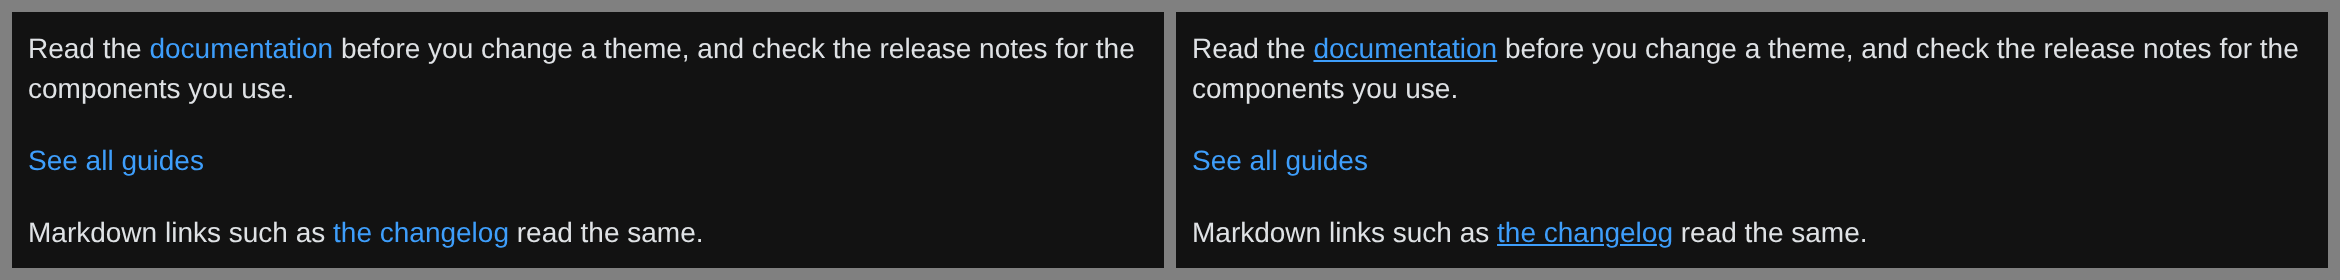 Read the documentation before you change a theme, and check the release notes for the
components you use.
See all guides
Markdown links such as the changelog read the same.
Read the documentation before you change a theme, and check the release notes for the
components you use.
See all guides
Markdown links such as the changelog read the same.